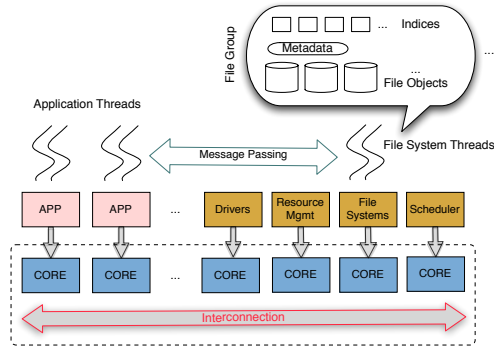 File Group
... Indices
Metadata
...
...
File Objects
Application Threads
File System Threads
Message Passing
APP APP ... Drivers Resource Mgmt File Systems Scheduler
CORE CORE ... CORE CORE CORE CORE
Interconnection